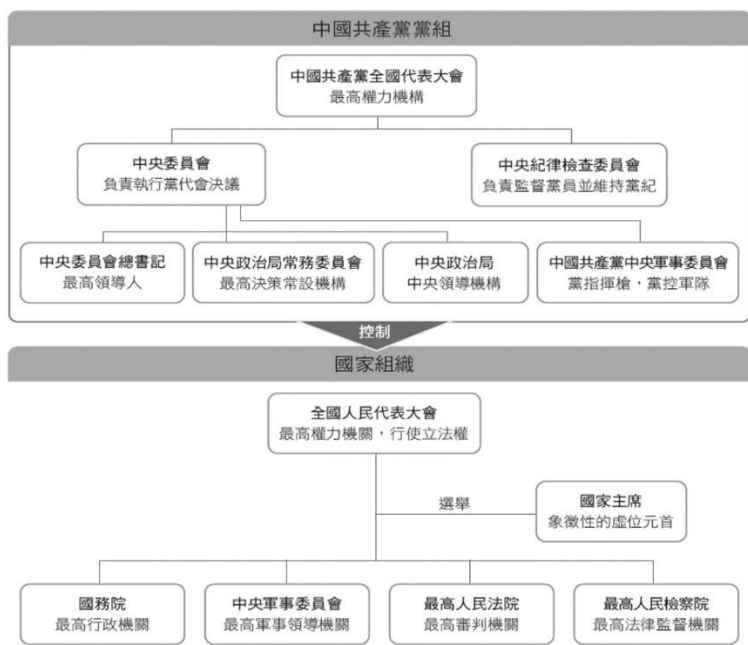 中國共產黨黨組
中國共產黨全國代表大會
最高權力機構
中央委員會
負責執行黨代會決議
中央紀律檢查委員會
負責監督黨員並維持黨紀
中央委員會總書記
最高領導人
中央政治局常務委員會
最高決策常設機構
中央政治局
中央領導機構
中國共產黨中央軍事委員會
黨指揮槍，黨控軍隊
控制
國家組織
全國人民代表大會
最高權力機關，行使立法權
選舉
國家主席
象徵性的虛位元首
國務院
最高行政機關
中央軍事委員會
最高軍事領導機關
最高人民法院
最高審判機關
最高人民檢察院
最高法律監督機關